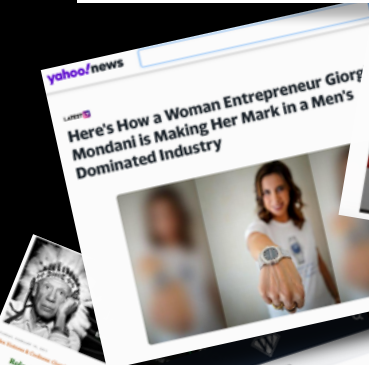 yahoo!news
Here's How a Woman Entrepreneur Giorg
Mondani is Making Her Mark in a Men's
Dominated Industry